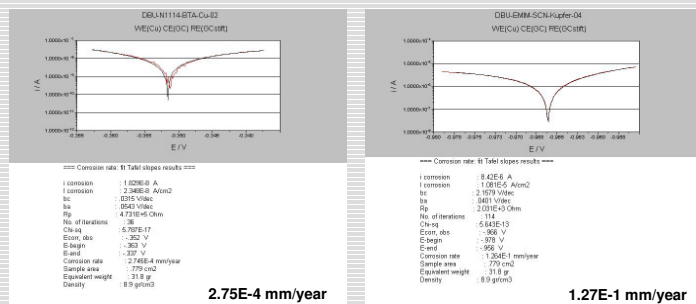 DBU-N1114-BTA-Cu-02
WE(Cu) CE(GC) RE(GCstift)
i / A
E / V
=== Corrosion rate: fit Tafel slopes results ===
i corrosion : 1.829E-8 A
I corrosion : 2.348E-8 A/cm2
bc : .0315 V/dec
ba : .0543 V/dec
Rp : 4.731E+5 Ohm
No. of iterations : 36
Chi-sq : 5.787E-17
Ecorr, obs : -.352 V
E-begin : -.363 V
E-end : -.337 V
Corrosion rate : 2.746E-4 mm/year
Sample area : .779 cm2
Equivalent weight : 31.8 gr
Density : 8.9 gr/cm3
2.75E-4 mm/year
DBU-EMIM-SCN-Kupfer-04
WE(Cu) CE(GC) RE(GCstift)
i / A
E / V
=== Corrosion rate: fit Tafel slopes results ===
i corrosion : 8.42E-6 A
I corrosion : 1.081E-5 A/cm2
bc : 2.1579 V/dec
ba : .0401 V/dec
Rp : 2.031E+3 Ohm
No. of iterations : 114
Chi-sq : 5.643E-13
Ecorr, obs : -.966 V
E-begin : -.978 V
E-end : -.956 V
Corrosion rate : 1.264E-1 mm/year
Sample area : .779 cm2
Equivalent weight : 31.8 gr
Density : 8.9 gr/cm3
1.27E-1 mm/year